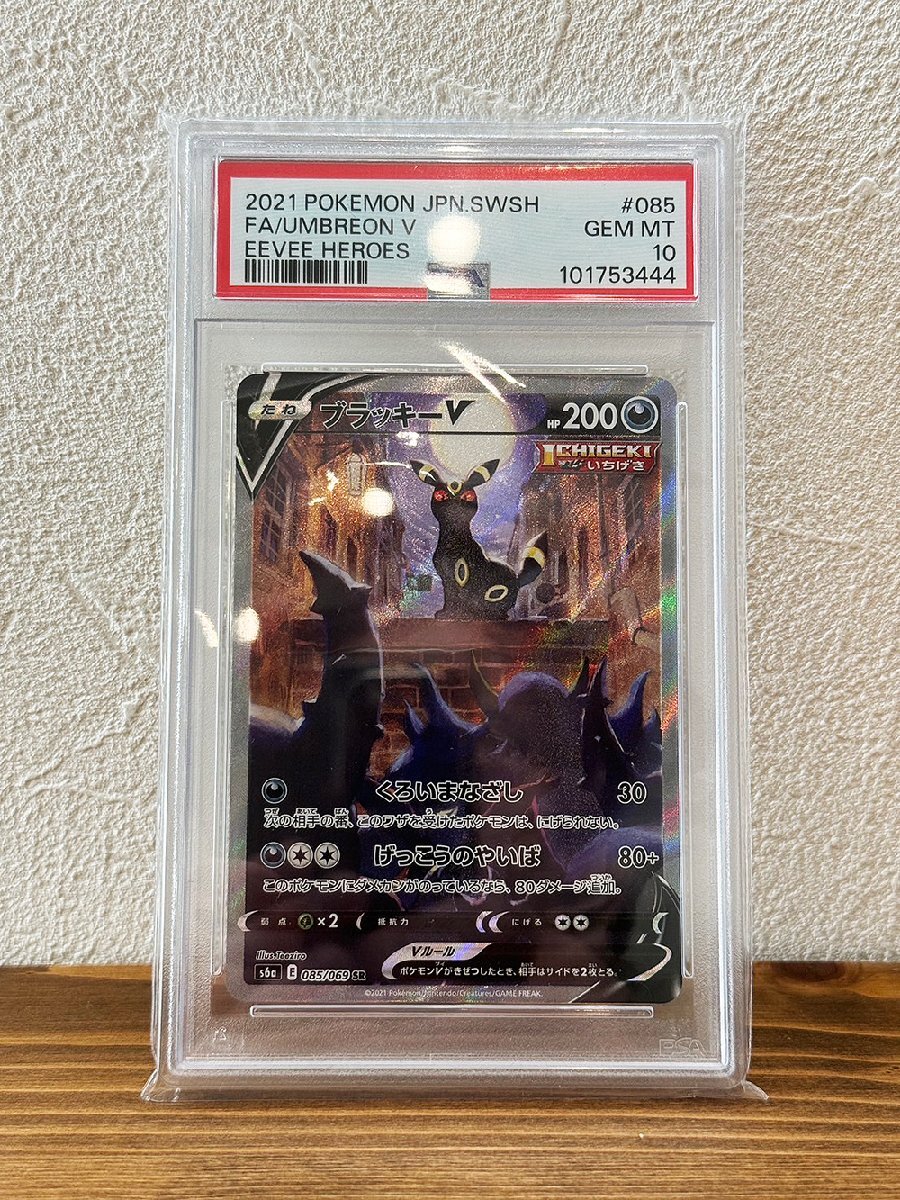 2021 POKEMON JPN.SWSH #085
FA/UMBREON V GEM MT
EEVEE HEROES 10
101753444
たね ブラッキーV HP 200
ICHIGEKI
いちげき
くろいまなざし 30
次の相手の番、このワザを受けたポケモンは、にげられない。
げっこうのやいば 80+
このポケモンにダメカンがのっているなら、80ダメージ追加。
弱点 ×2 抵抗力 にげる
Illus.Teeziro
Vルール
ポケモンVがきぜつしたとき、相手はサイドを2枚とる。
s6a E 085/069 SR
©2021 Pokémon/Nintendo/Creatures/GAME FREAK.
PSA